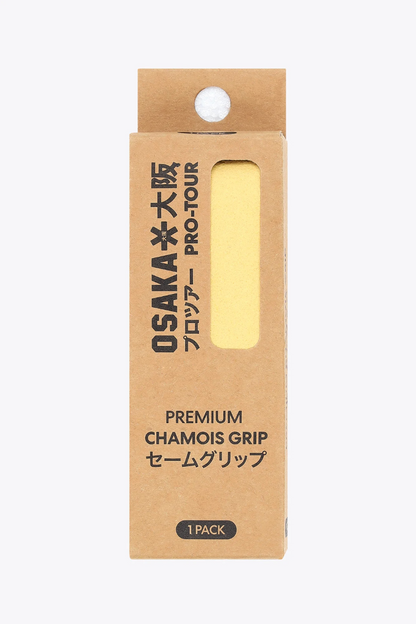 OSAKA 大阪
プロツアー PRO-TOUR
PREMIUM
CHAMOIS GRIP
セームグリップ
1 PACK